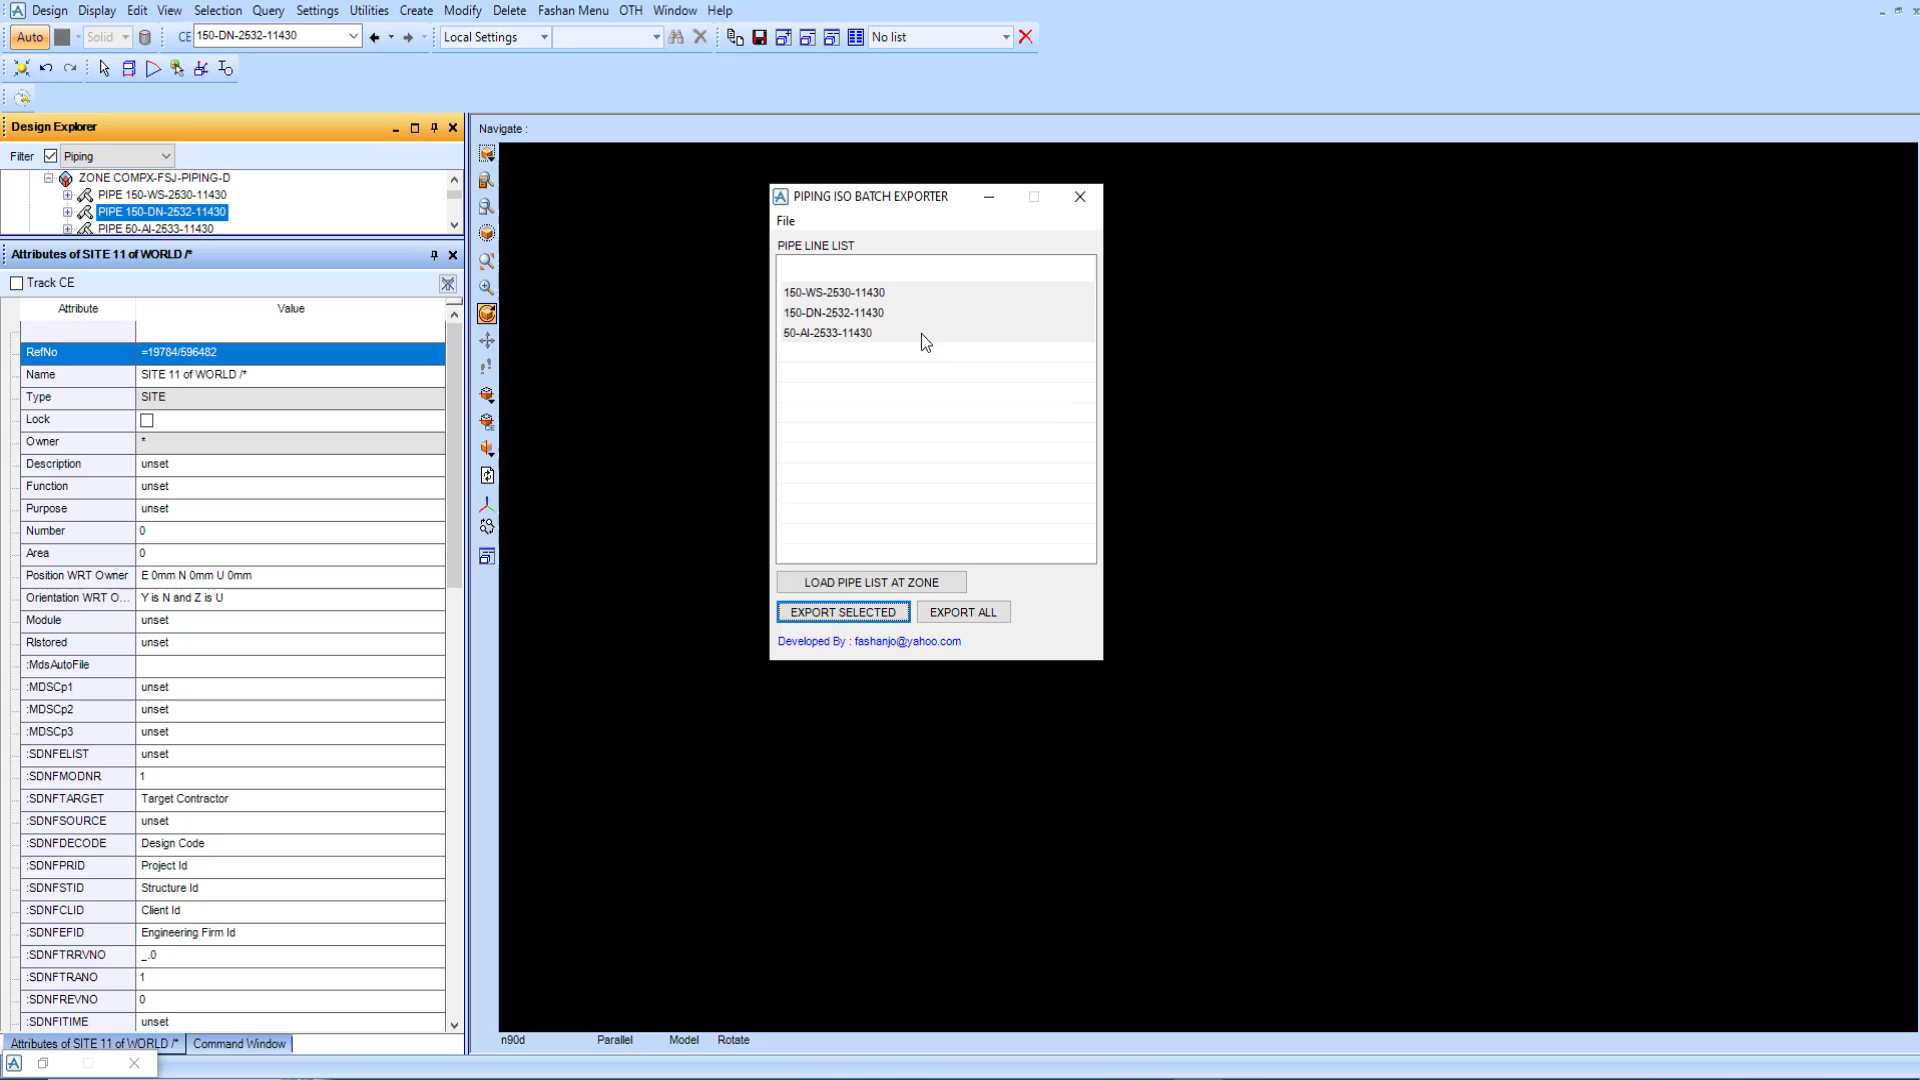 Design Display Edit View Selection Query Settings Utilities Create Modify Delete Fashan Menu OTH Window Help
Auto Solid CE 150-DN-2532-11430 Local Settings No list
Design Explorer
Filter Piping
ZONE COMPX-FSJ-PIPING-D
PIPE 150-WS-2530-11430
PIPE 150-DN-2532-11430
PIPE 50-AI-2533-11430
Attributes of SITE 11 of WORLD /*
Track CE
Attribute Value
RefNo =19784/596482
Name SITE 11 of WORLD /*
Type SITE
Lock
Owner *
Description unset
Function unset
Purpose unset
Number 0
Area 0
Position WRT Owner E 0mm N 0mm U 0mm
Orientation WRT O... Y is N and Z is U
Module unset
Rlstored unset
:MdsAutoFile
:MDSCp1 unset
:MDSCp2 unset
:MDSCp3 unset
:SDNFELIST unset
:SDNFMODNR 1
:SDNFTARGET Target Contractor
:SDNFSOURCE unset
:SDNFDECODE Design Code
:SDNFPRID Project Id
:SDNFSTID Structure Id
:SDNFCLID Client Id
:SDNFEFID Engineering Firm Id
:SDNFTRRVNO _.0
:SDNFTRANO 1
:SDNFREVNO 0
:SDNFITIME unset
Attributes of SITE 11 of WORLD /* Command Window
Navigate :
PIPING ISO BATCH EXPORTER
File
PIPE LINE LIST
150-WS-2530-11430
150-DN-2532-11430
50-AI-2533-11430
LOAD PIPE LIST AT ZONE
EXPORT SELECTED EXPORT ALL
Developed By : fashanjo@yahoo.com
n90d Parallel Model Rotate